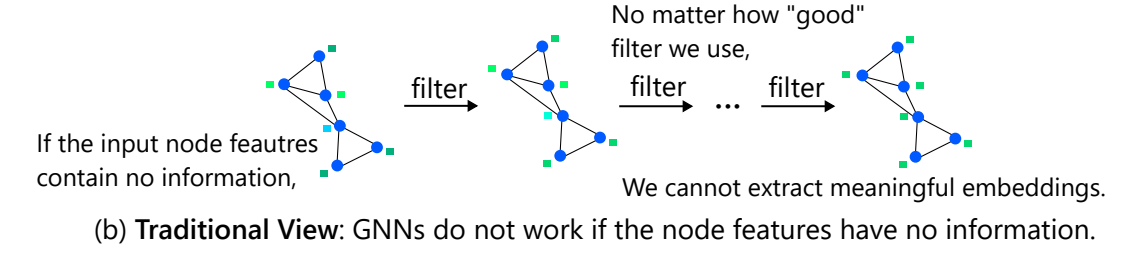 No matter how "good"
filter we use,
filter
filter
...
filter
If the input node feautres
contain no information,
We cannot extract meaningful embeddings.
(b) Traditional View: GNNs do not work if the node features have no information.